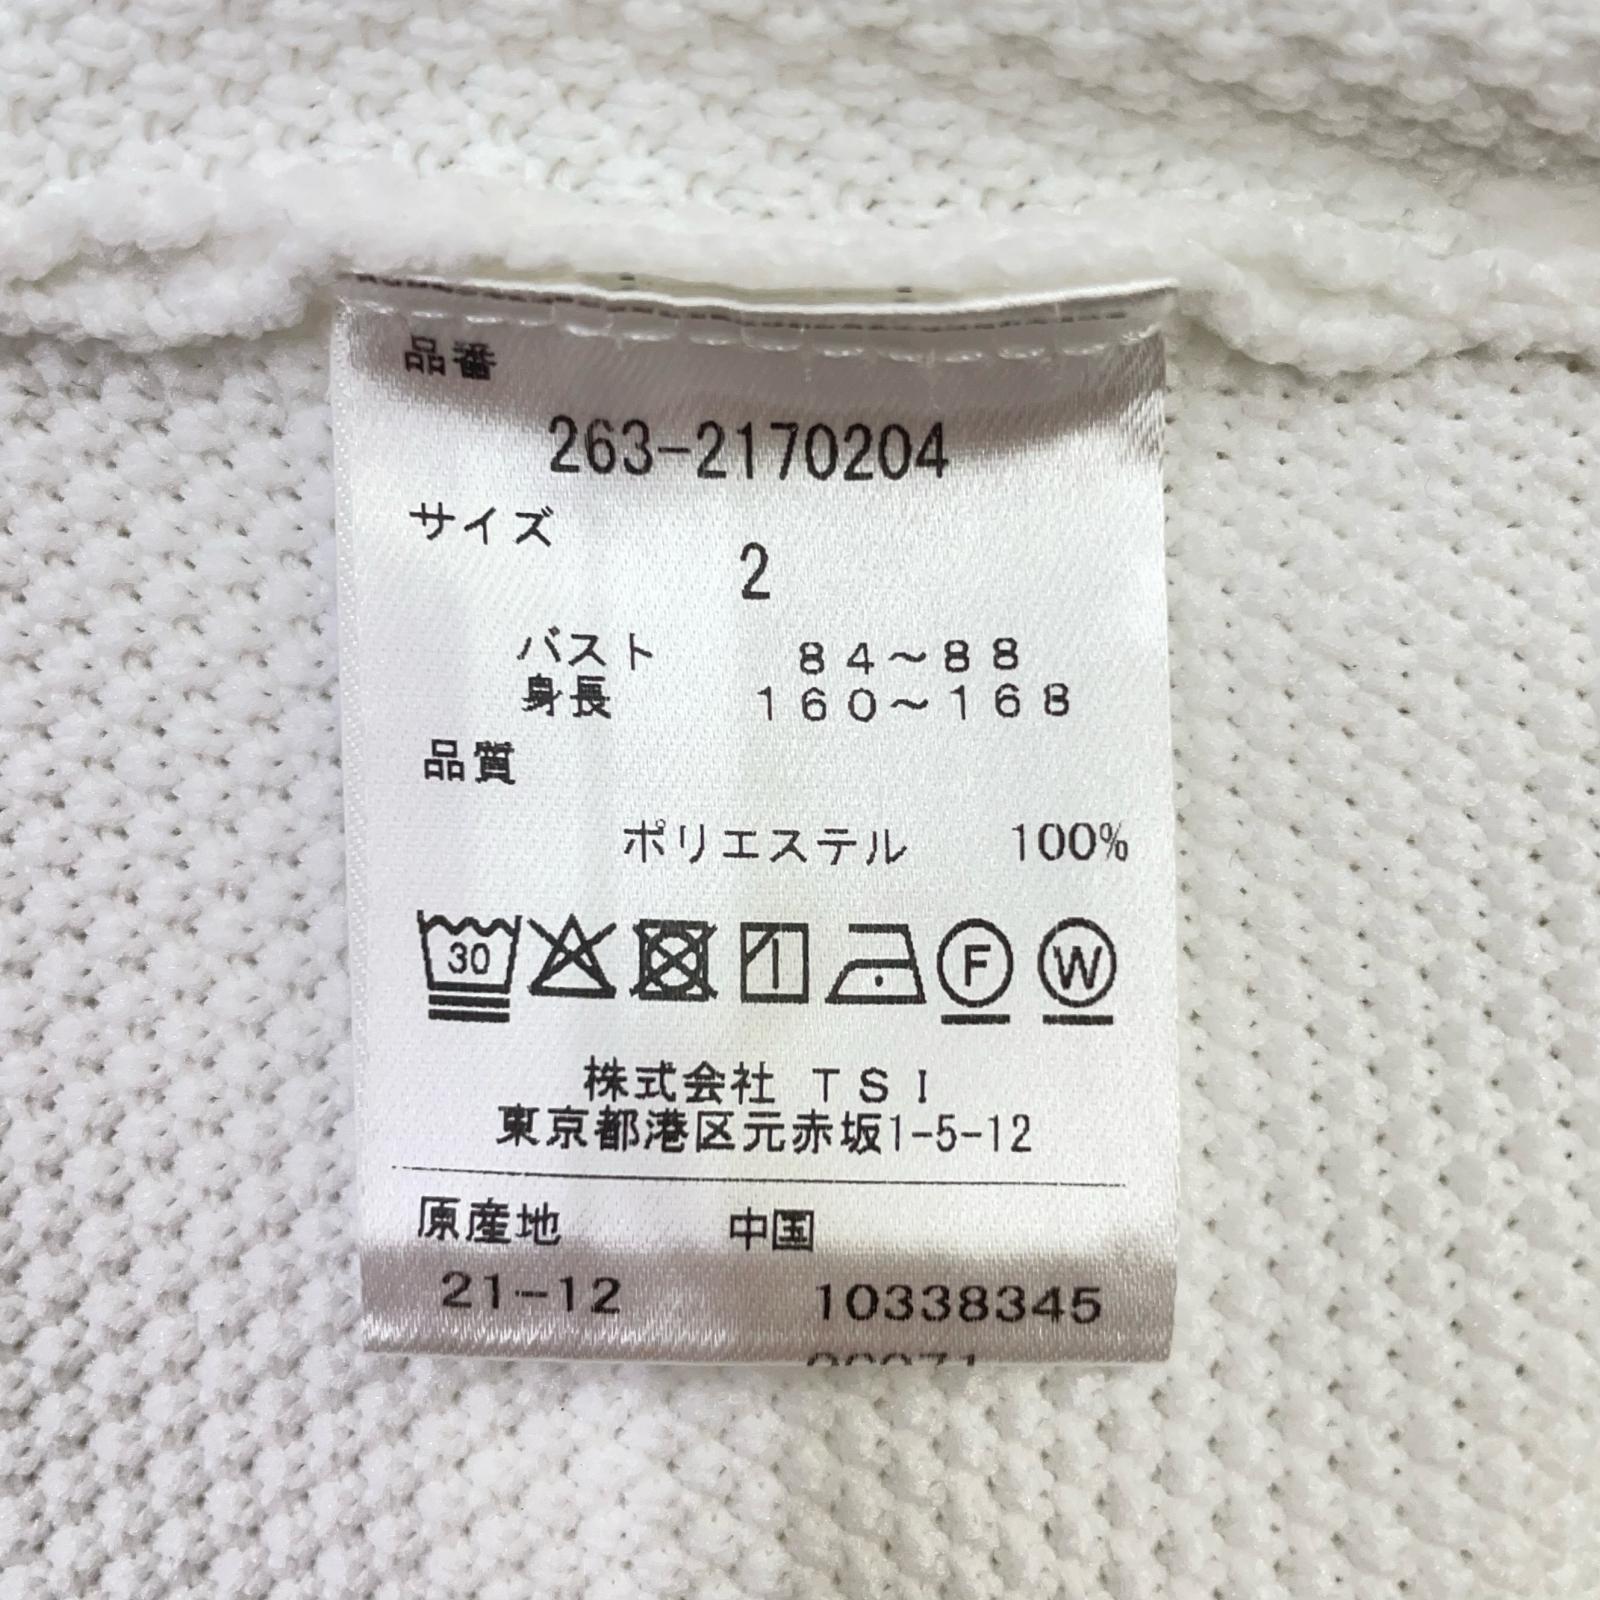 品番
263-2170204
サイズ
2
バスト 84～88
身長 160～168
品質
ポリエステル 100%
30 F W
株式会社 TSI
東京都港区元赤坂1-5-12
原産地 中国
21-12 10338345